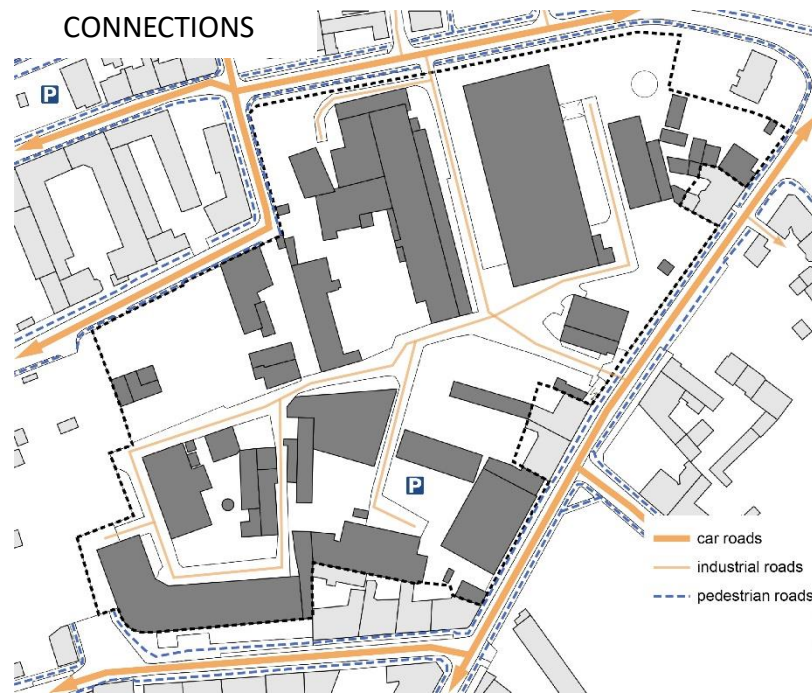 CONNECTIONS
P
P
car roads
industrial roads
pedestrian roads